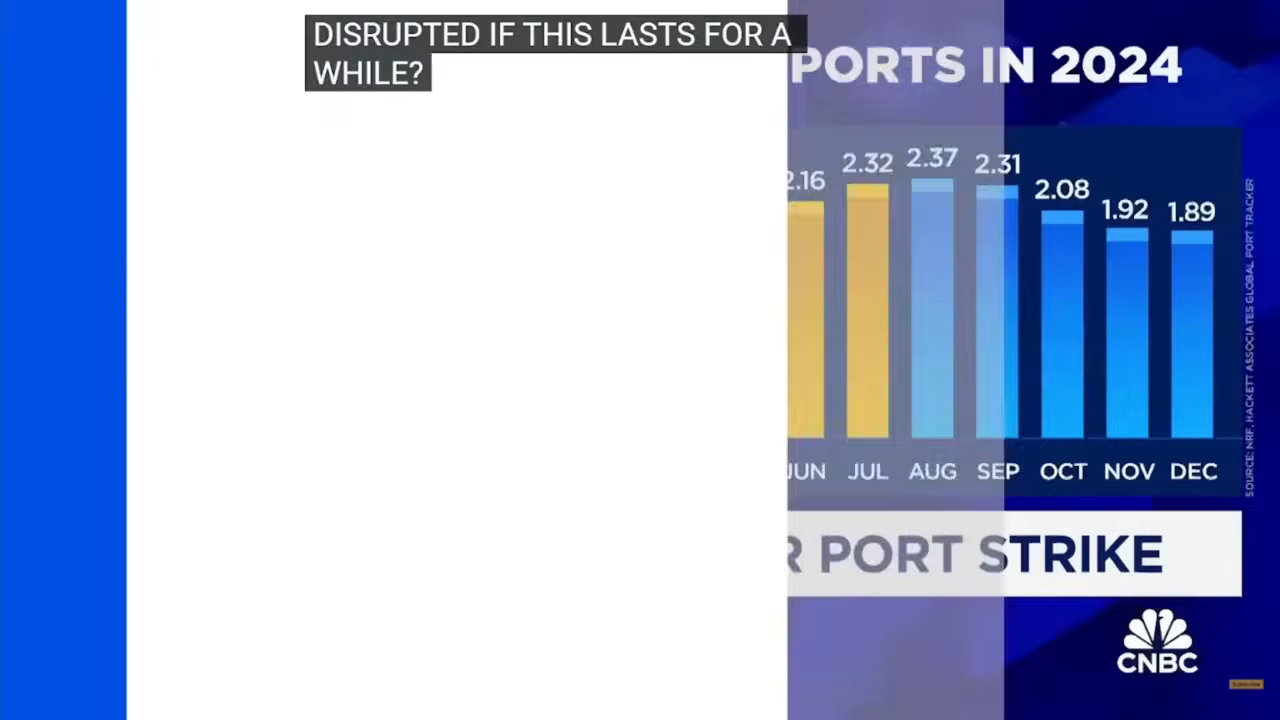 DISRUPTED IF THIS LASTS FOR A
WHILE?
PORTS IN 2024
2.16 2.32 2.37 2.31 2.08 1.92 1.89
JUN JUL AUG SEP OCT NOV DEC
SOURCE: NRF, HACKETT ASSOCIATES GLOBAL PORT TRACKER
R PORT STRIKE
CNBC
Subscribe